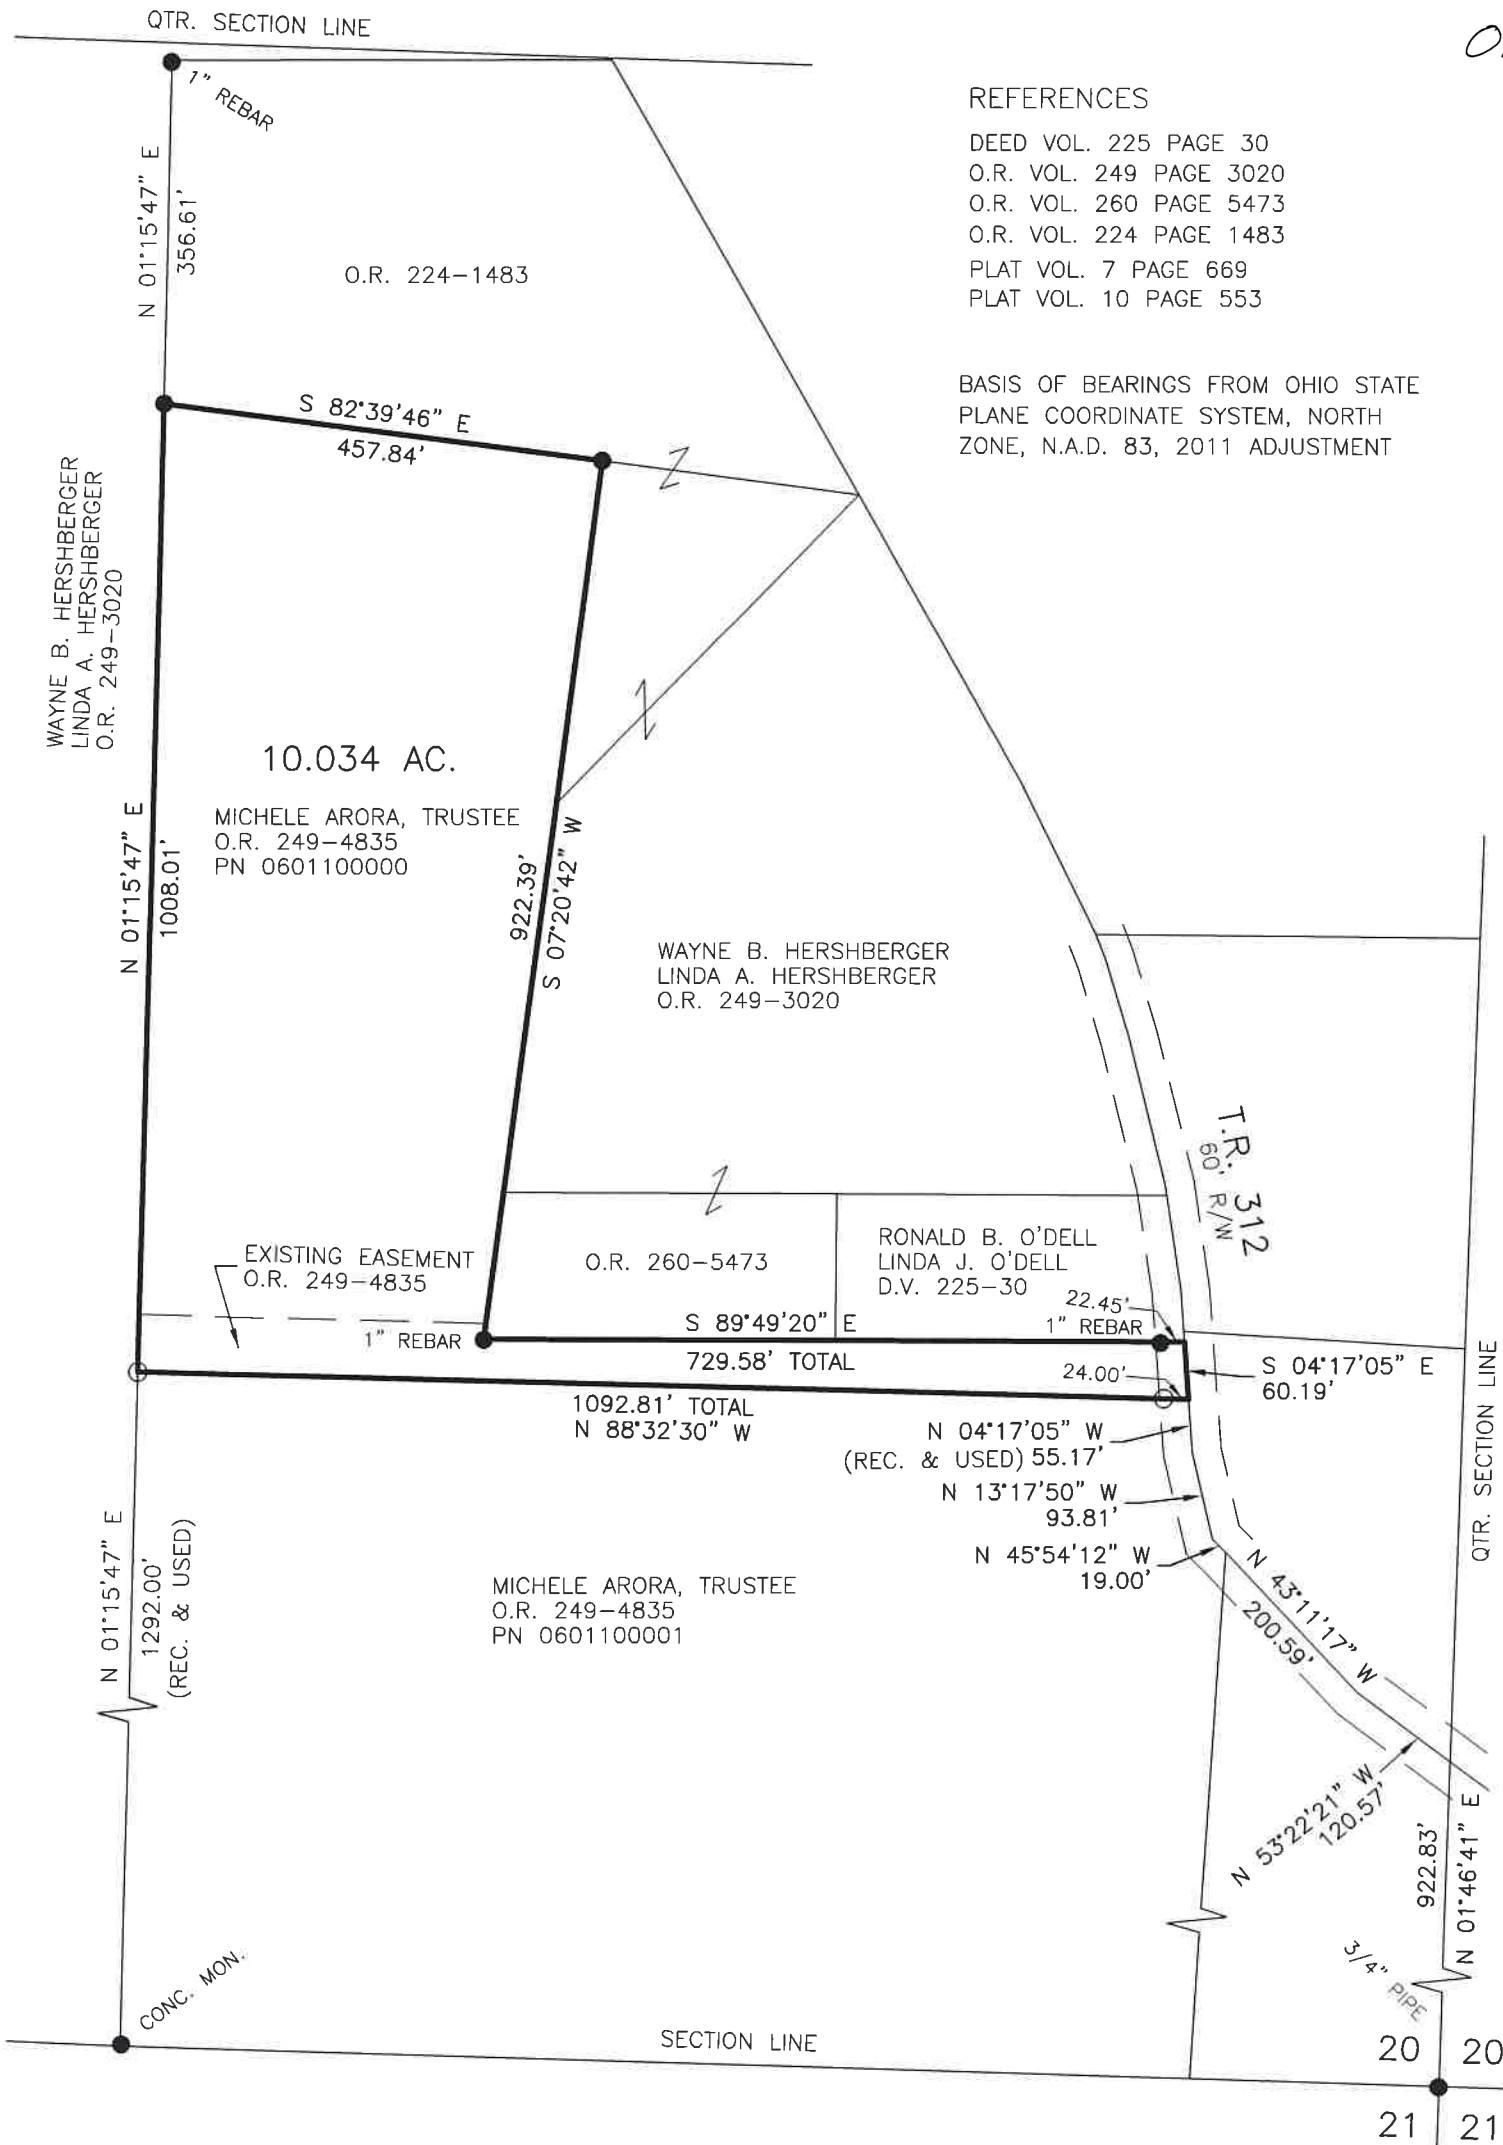 QTR. SECTION LINE
1" REBAR
N 01°15'47" E
356.61'
O.R. 224-1483
REFERENCES
DEED VOL. 225 PAGE 30
O.R. VOL. 249 PAGE 3020
O.R. VOL. 260 PAGE 5473
O.R. VOL. 224 PAGE 1483
PLAT VOL. 7 PAGE 669
PLAT VOL. 10 PAGE 553
BASIS OF BEARINGS FROM OHIO STATE
PLANE COORDINATE SYSTEM, NORTH
ZONE, N.A.D. 83, 2011 ADJUSTMENT
S 82°39'46" E
457.84'
WAYNE B. HERSHBERGER
LINDA A. HERSHBERGER
O.R. 249-3020
10.034 AC.
MICHELE ARORA, TRUSTEE
O.R. 249-4835
PN 0601100000
N 01°15'47" E
1008.01'
922.39'
S 07°20'42" W
WAYNE B. HERSHBERGER
LINDA A. HERSHBERGER
O.R. 249-3020
T.R. 312
60' R/W
EXISTING EASEMENT
O.R. 249-4835
O.R. 260-5473
RONALD B. O'DELL
LINDA J. O'DELL
D.V. 225-30
22.45'
1" REBAR
S 89°49'20" E
1" REBAR
729.58' TOTAL
24.00'
S 04°17'05" E
60.19'
1092.81' TOTAL
N 88°32'30" W
N 04°17'05" W
(REC. & USED) 55.17'
N 13°17'50" W
93.81'
N 45°54'12" W
19.00'
N 43°11'17" W
200.59'
QTR. SECTION LINE
N 01°15'47" E
1292.00'
(REC. & USED)
MICHELE ARORA, TRUSTEE
O.R. 249-4835
PN 0601100001
N 53°22'21" W
120.57'
922.83'
N 01°46'41" E
3/4" PIPE
CONC. MON.
SECTION LINE
20 20
21 21